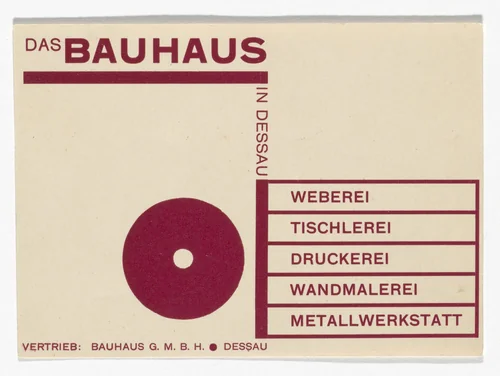 DAS BAUHAUS
IN DESSAU
WEBEREI
TISCHLEREI
DRUCKEREI
WANDMALEREI
METALLWERKSTATT
VERTRIEB: BAUHAUS G. M. B. H. ● DESSAU